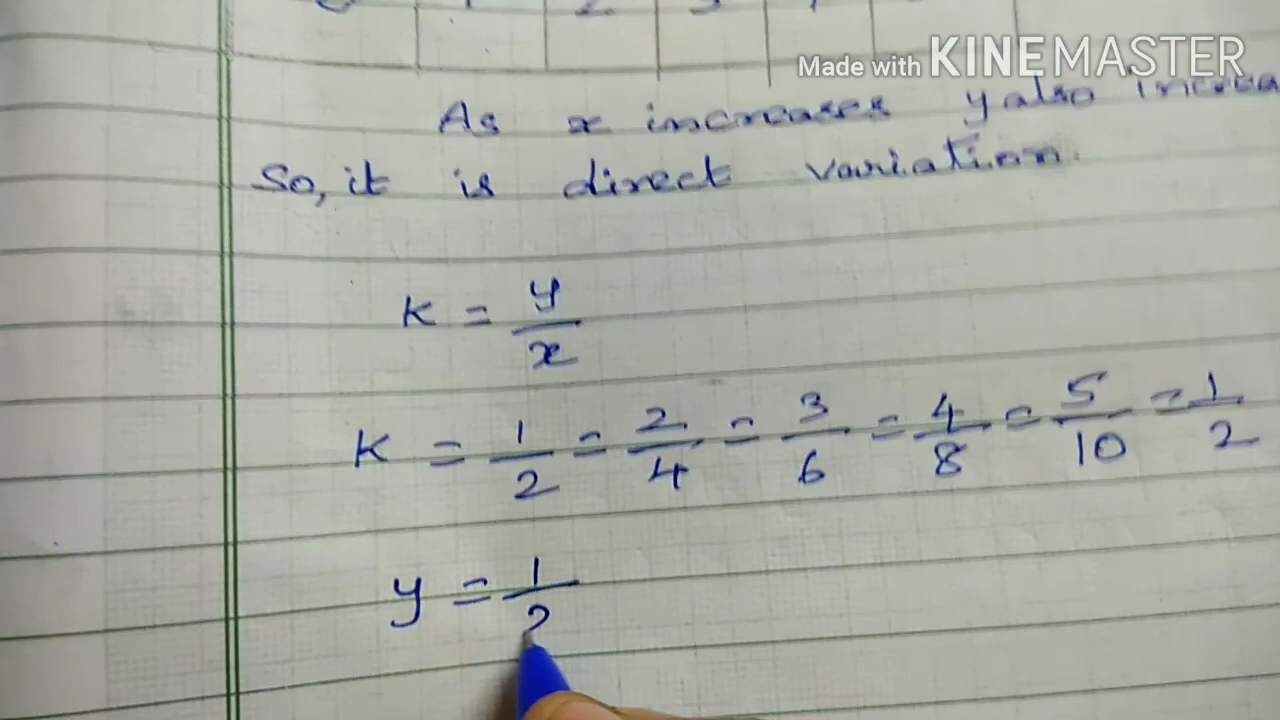 Made with KINEMASTER
As x increases y also increa
So, it is direct variation.
K = y/x
K = 1/2 = 2/4 = 3/6 = 4/8 = 5/10 = 1/2
y = 1/2